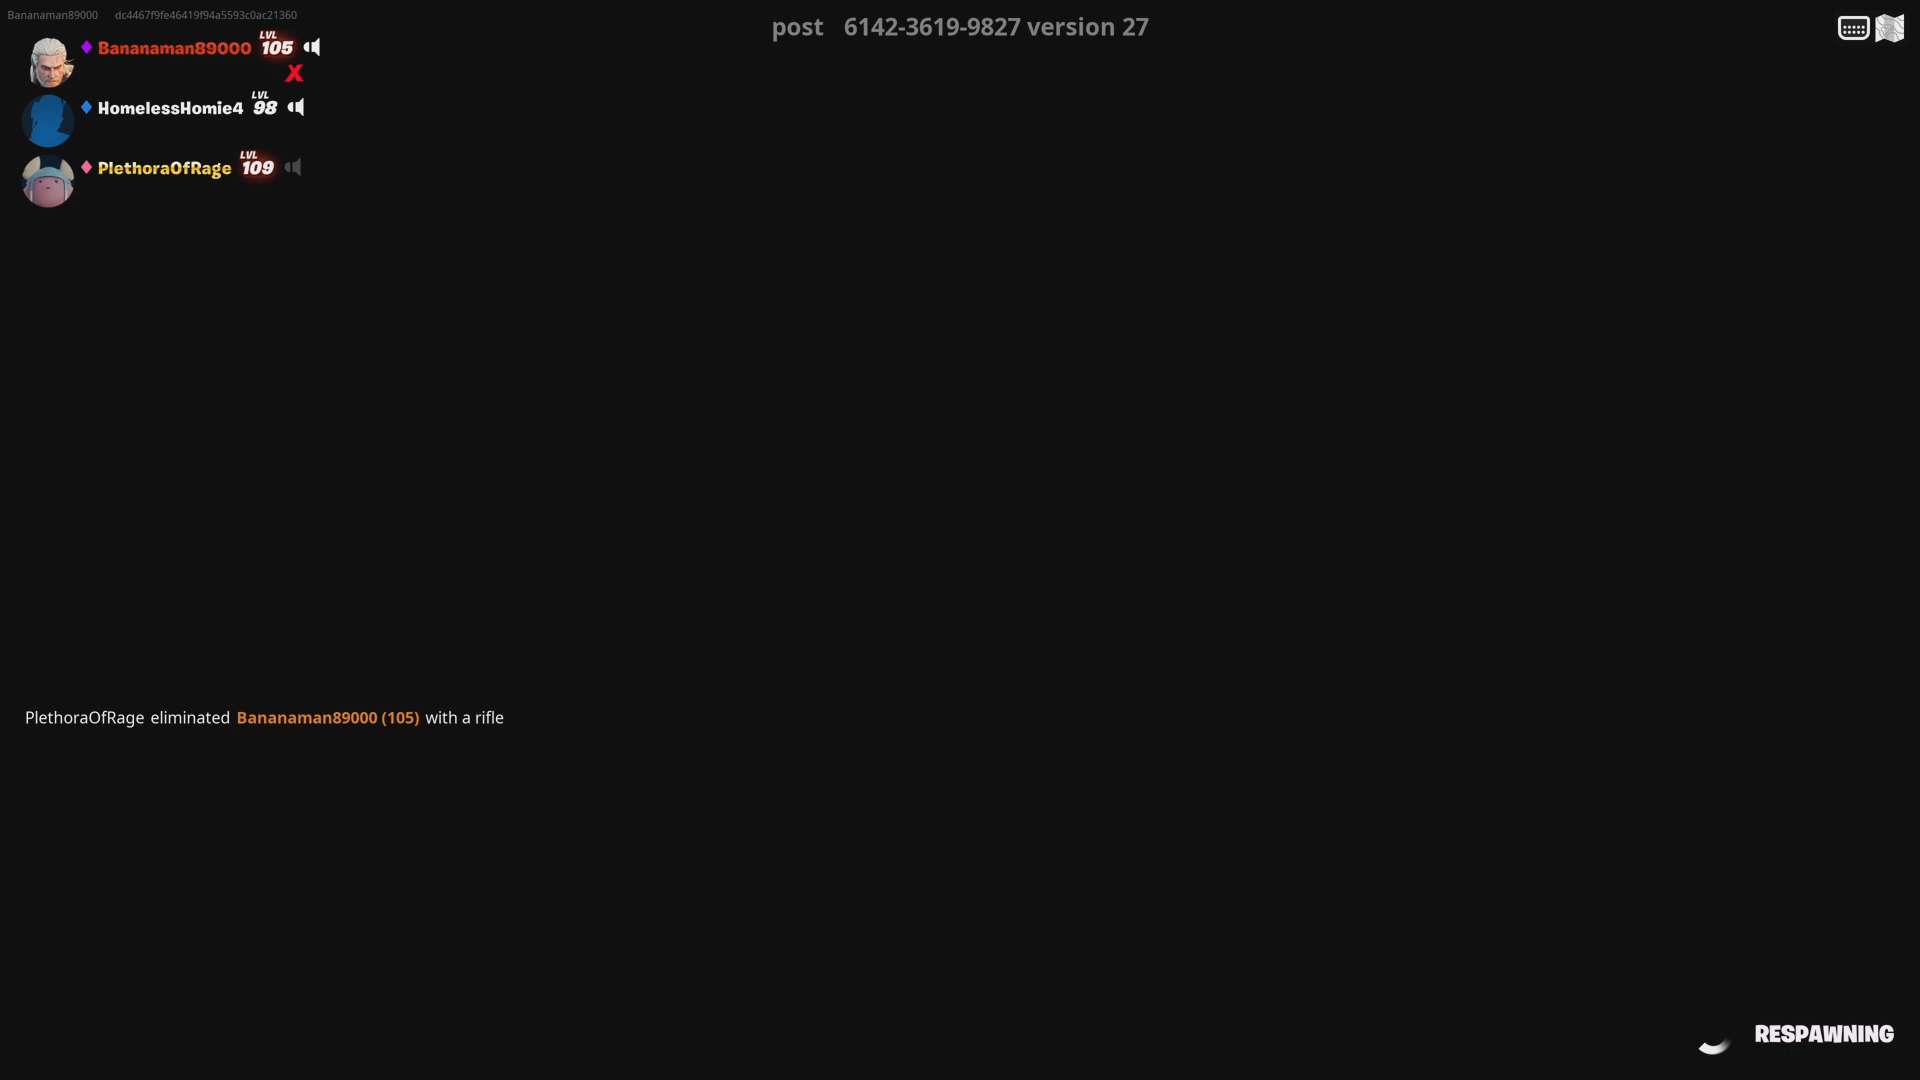 Bananaman89000 dc4467f9fe46419f94a5593c0ac21360
post 6142-3619-9827 version 27
Bananaman89000 LVL 105
X
HomelessHomie4 LVL 98
PlethoraOfRage LVL 109
PlethoraOfRage eliminated Bananaman89000 (105) with a rifle
RESPAWNING